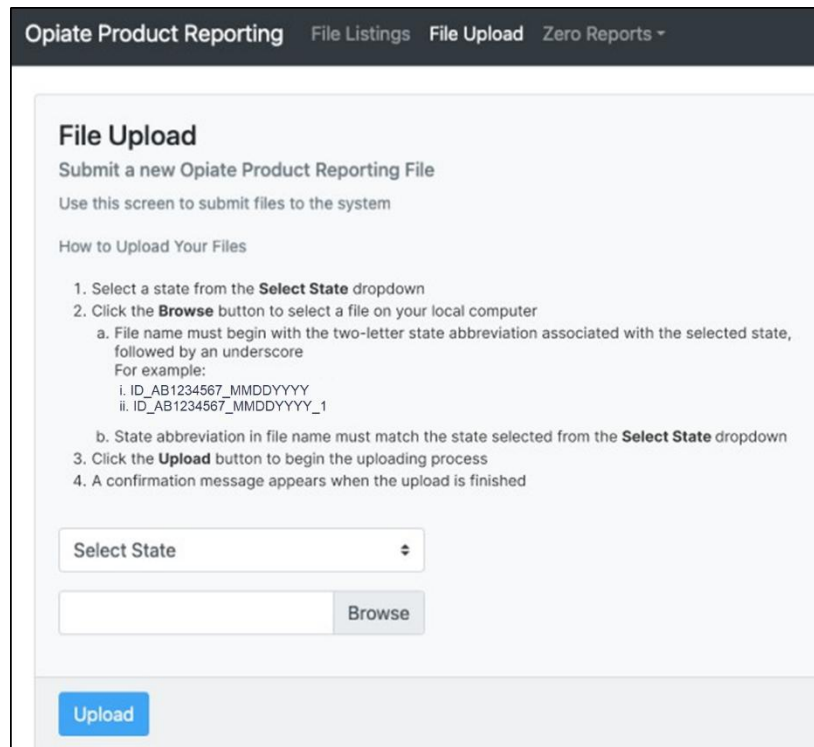 Opiate Product Reporting File Listings File Upload Zero Reports
File Upload
Submit a new Opiate Product Reporting File
Use this screen to submit files to the system
How to Upload Your Files
1. Select a state from the Select State dropdown
2. Click the Browse button to select a file on your local computer
a. File name must begin with the two-letter state abbreviation associated with the selected state,
followed by an underscore
For example:
i. ID_AB1234567_MMDDYYYY
ii. ID_AB1234567_MMDDYYYY_1
b. State abbreviation in file name must match the state selected from the Select State dropdown
3. Click the Upload button to begin the uploading process
4. A confirmation message appears when the upload is finished
Select State
Browse
Upload